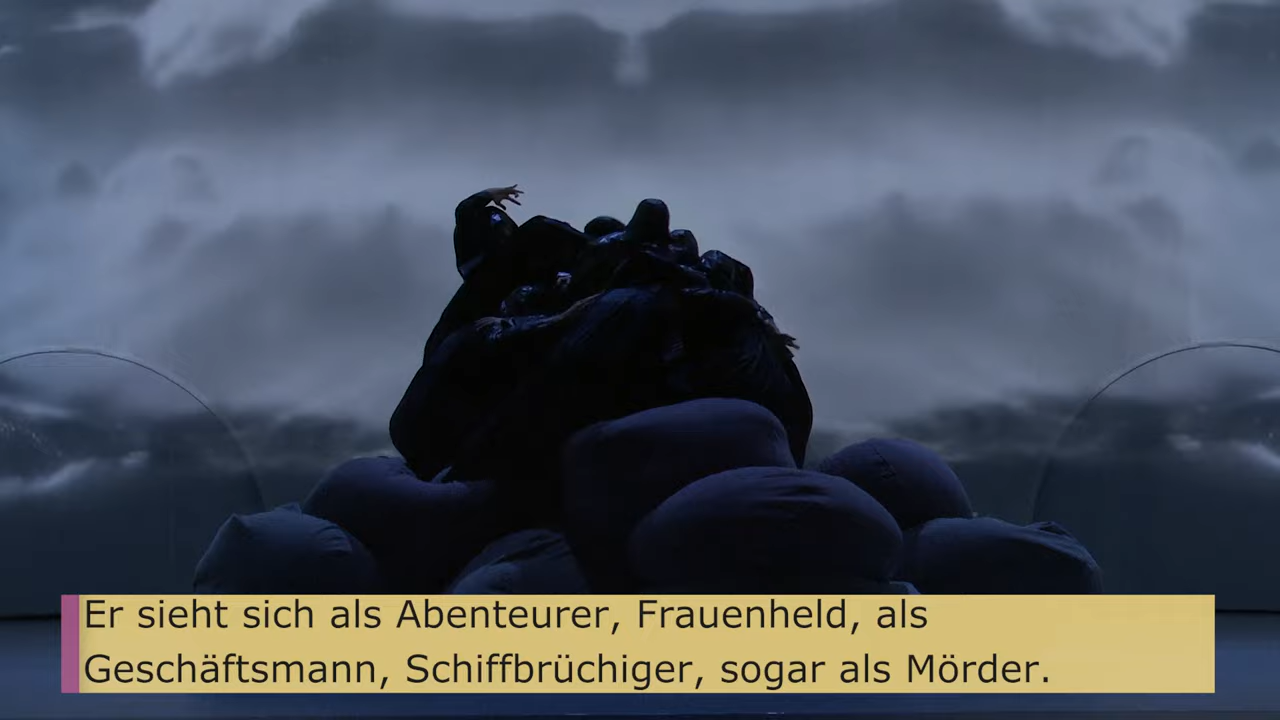 Er sieht sich als Abenteurer, Frauenheld, als
Geschäftsmann, Schiffbrüchiger, sogar als Mörder.